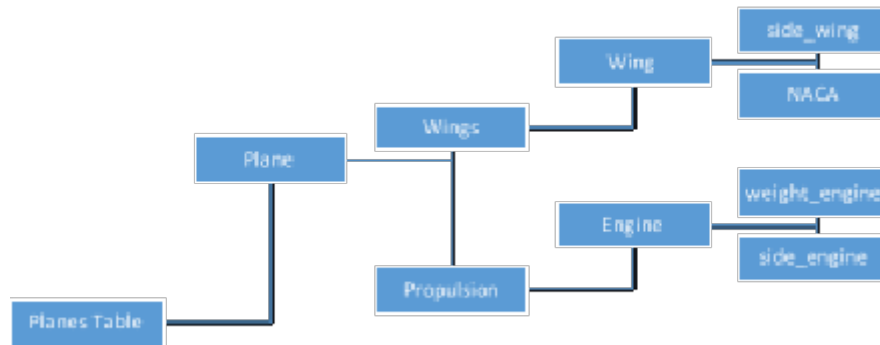 side_wing
Wing
NACA
Wings
Plane
weight_engine
Engine
side_engine
Propulsion
Planes Table